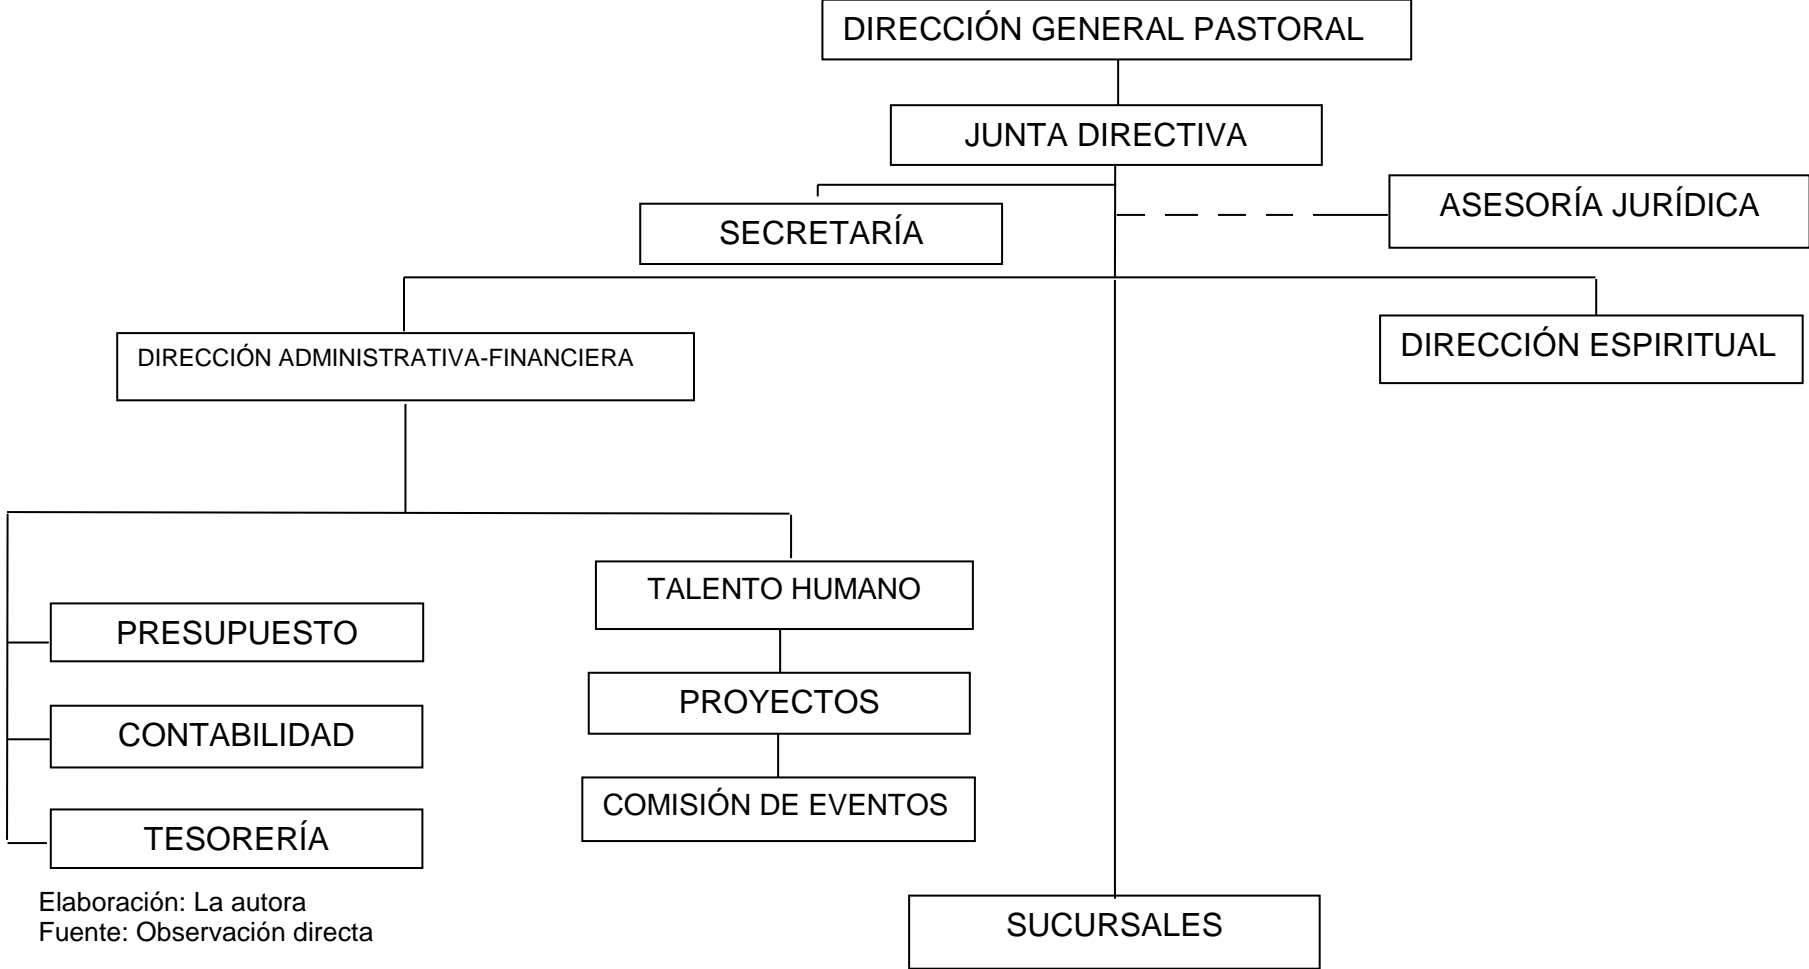 DIRECCIÓN GENERAL PASTORAL
JUNTA DIRECTIVA
ASESORÍA JURÍDICA
SECRETARÍA
DIRECCIÓN ESPIRITUAL
DIRECCIÓN ADMINISTRATIVA-FINANCIERA
TALENTO HUMANO
PRESUPUESTO
PROYECTOS
CONTABILIDAD
COMISIÓN DE EVENTOS
TESORERÍA
Elaboración: La autora
Fuente: Observación directa
SUCURSALES